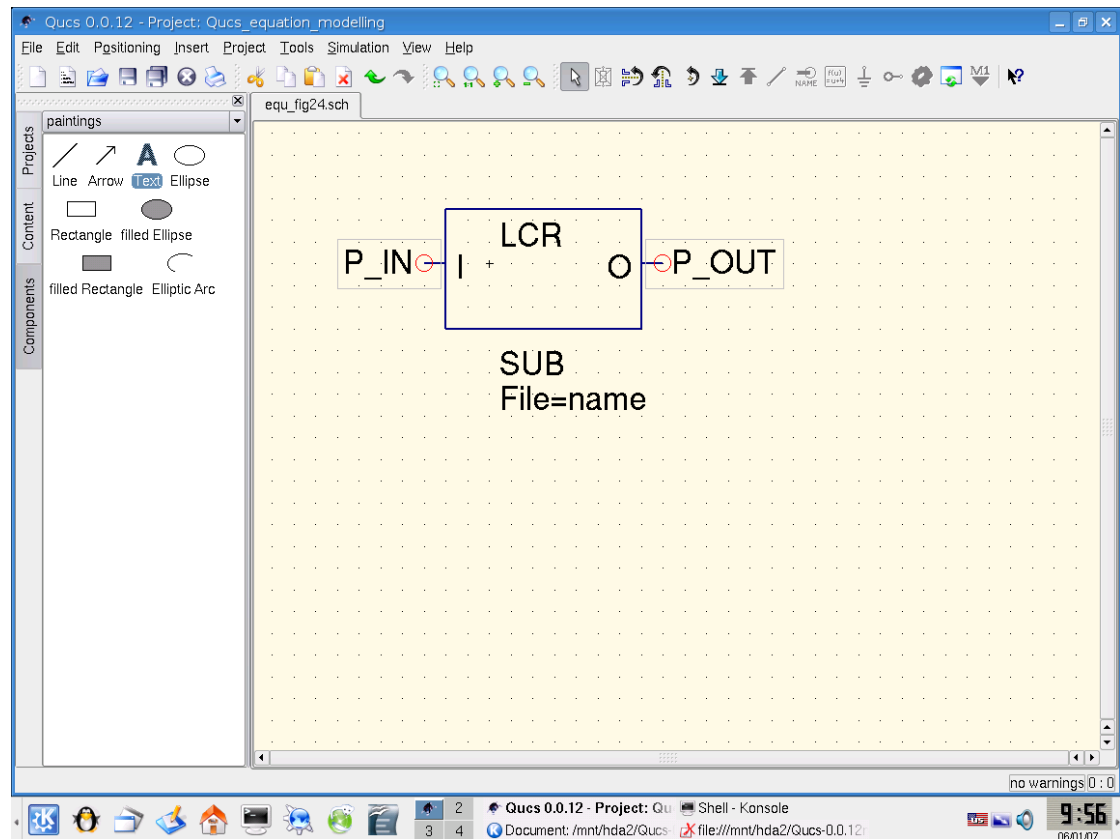 Qucs 0.0.12 - Project: Qucs_equation_modelling
File Edit Positioning Insert Project Tools Simulation View Help
NAME
M1
equ_fig24.sch
paintings
Projects
Content
Components
Line Arrow Text Ellipse
Rectangle filled Ellipse
filled Rectangle Elliptic Arc
LCR
P_IN I O P_OUT
SUB
File=name
no warnings 0 : 0
2
3 4
Qucs 0.0.12 - Project: Qu
Shell - Konsole
Document: /mnt/hda2/Qucs-
file:///mnt/hda2/Qucs-0.0.12r
9:56
06/01/07